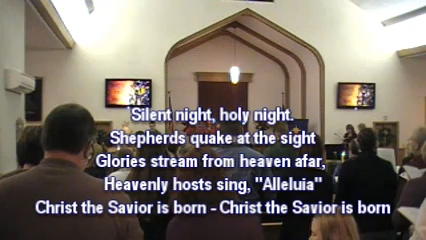 Silent night, holy night.
Shepherds quake at the sight
Glories stream from heaven afar,
Heavenly hosts sing, "Alleluia"
Christ the Savior is born - Christ the Savior is born